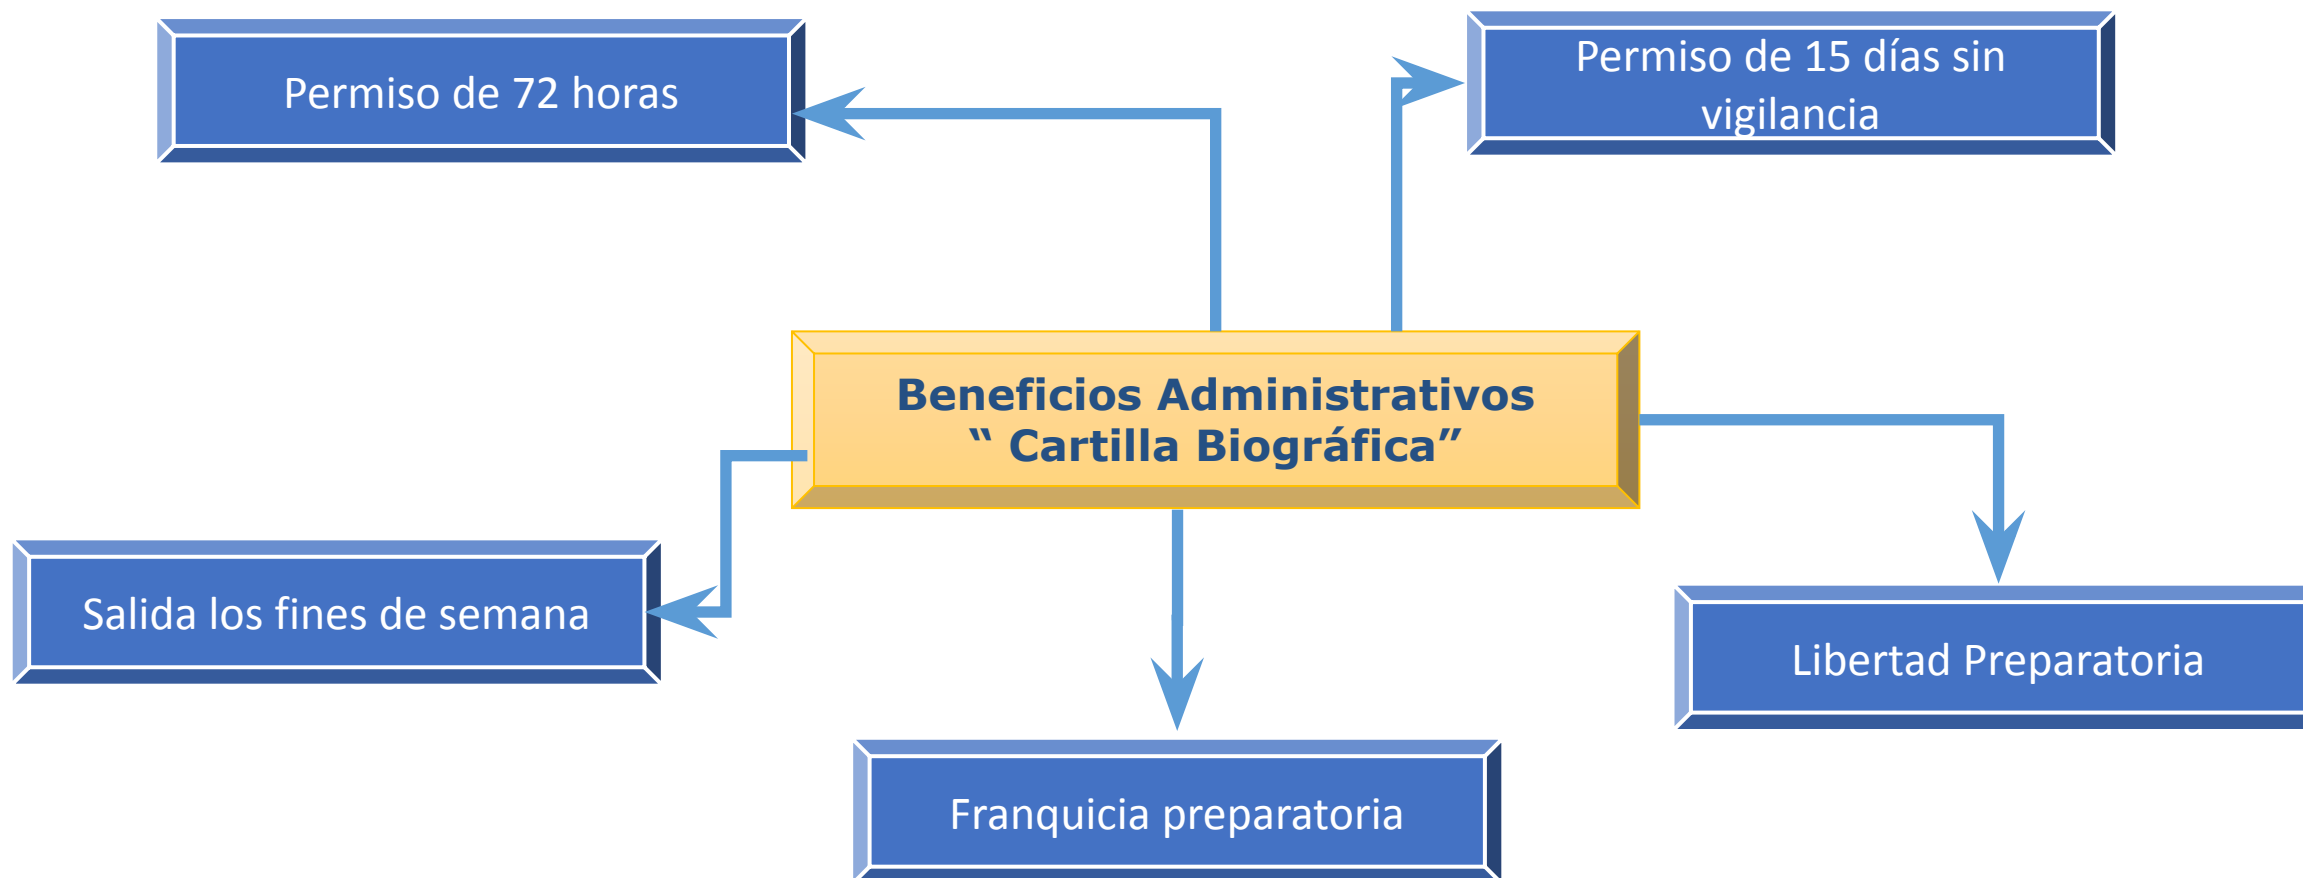 Permiso de 72 horas
Permiso de 15 días sin
vigilancia
Beneficios Administrativos
“ Cartilla Biográfica”
Salida los fines de semana
Libertad Preparatoria
Franquicia preparatoria